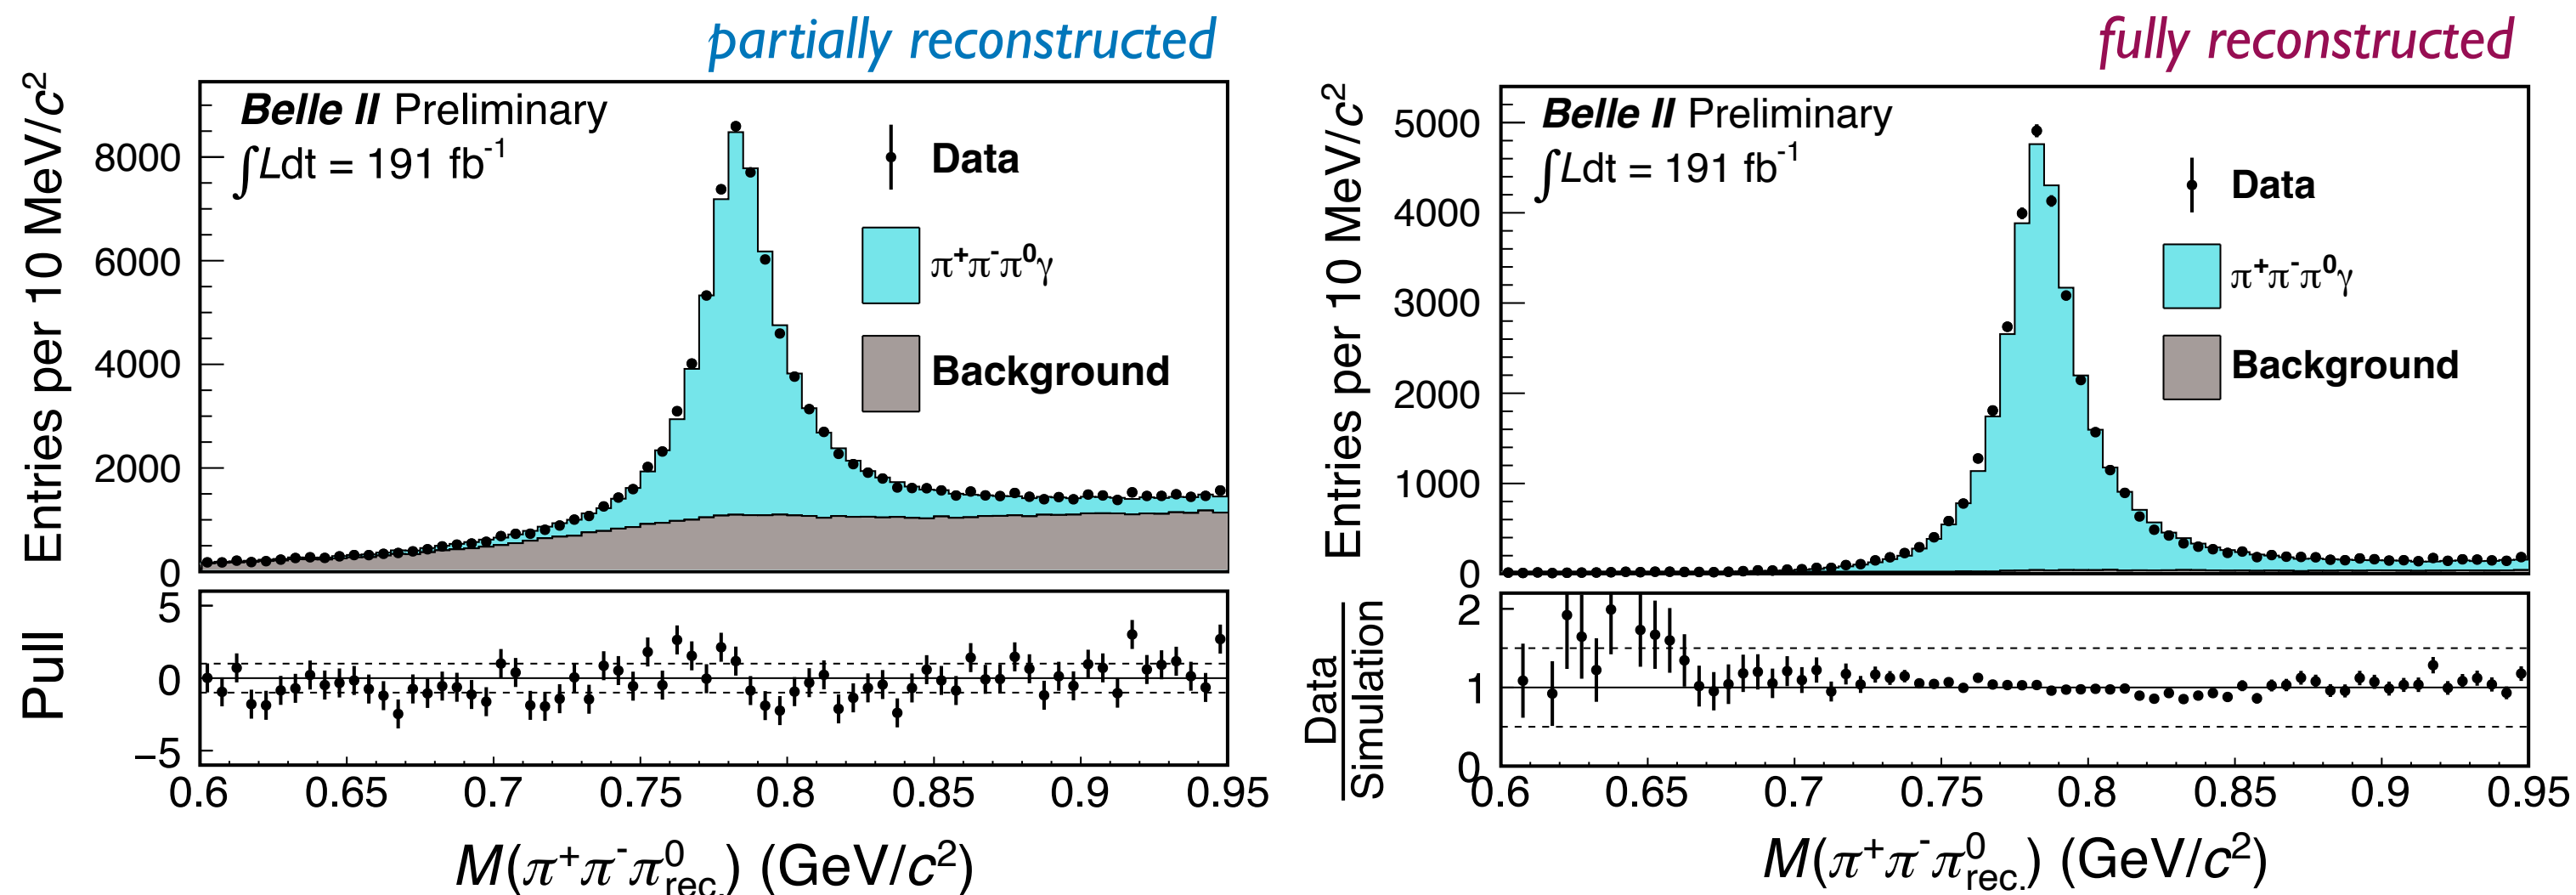 partially reconstructed
Entries per 10 MeV/c²
Belle II Preliminary
∫Ldt = 191 fb⁻¹
Data
π⁺π⁻π⁰γ
Background
8000
6000
4000
2000
0
Pull
5
0
−5
0.6 0.65 0.7 0.75 0.8 0.85 0.9 0.95
M(π⁺π⁻π⁰rec.) (GeV/c²)
fully reconstructed
Entries per 10 MeV/c²
Belle II Preliminary
∫Ldt = 191 fb⁻¹
Data
π⁺π⁻π⁰γ
Background
5000
4000
3000
2000
1000
0
Data
Simulation
2
1
0
0.6 0.65 0.7 0.75 0.8 0.85 0.9 0.95
M(π⁺π⁻π⁰rec.) (GeV/c²)